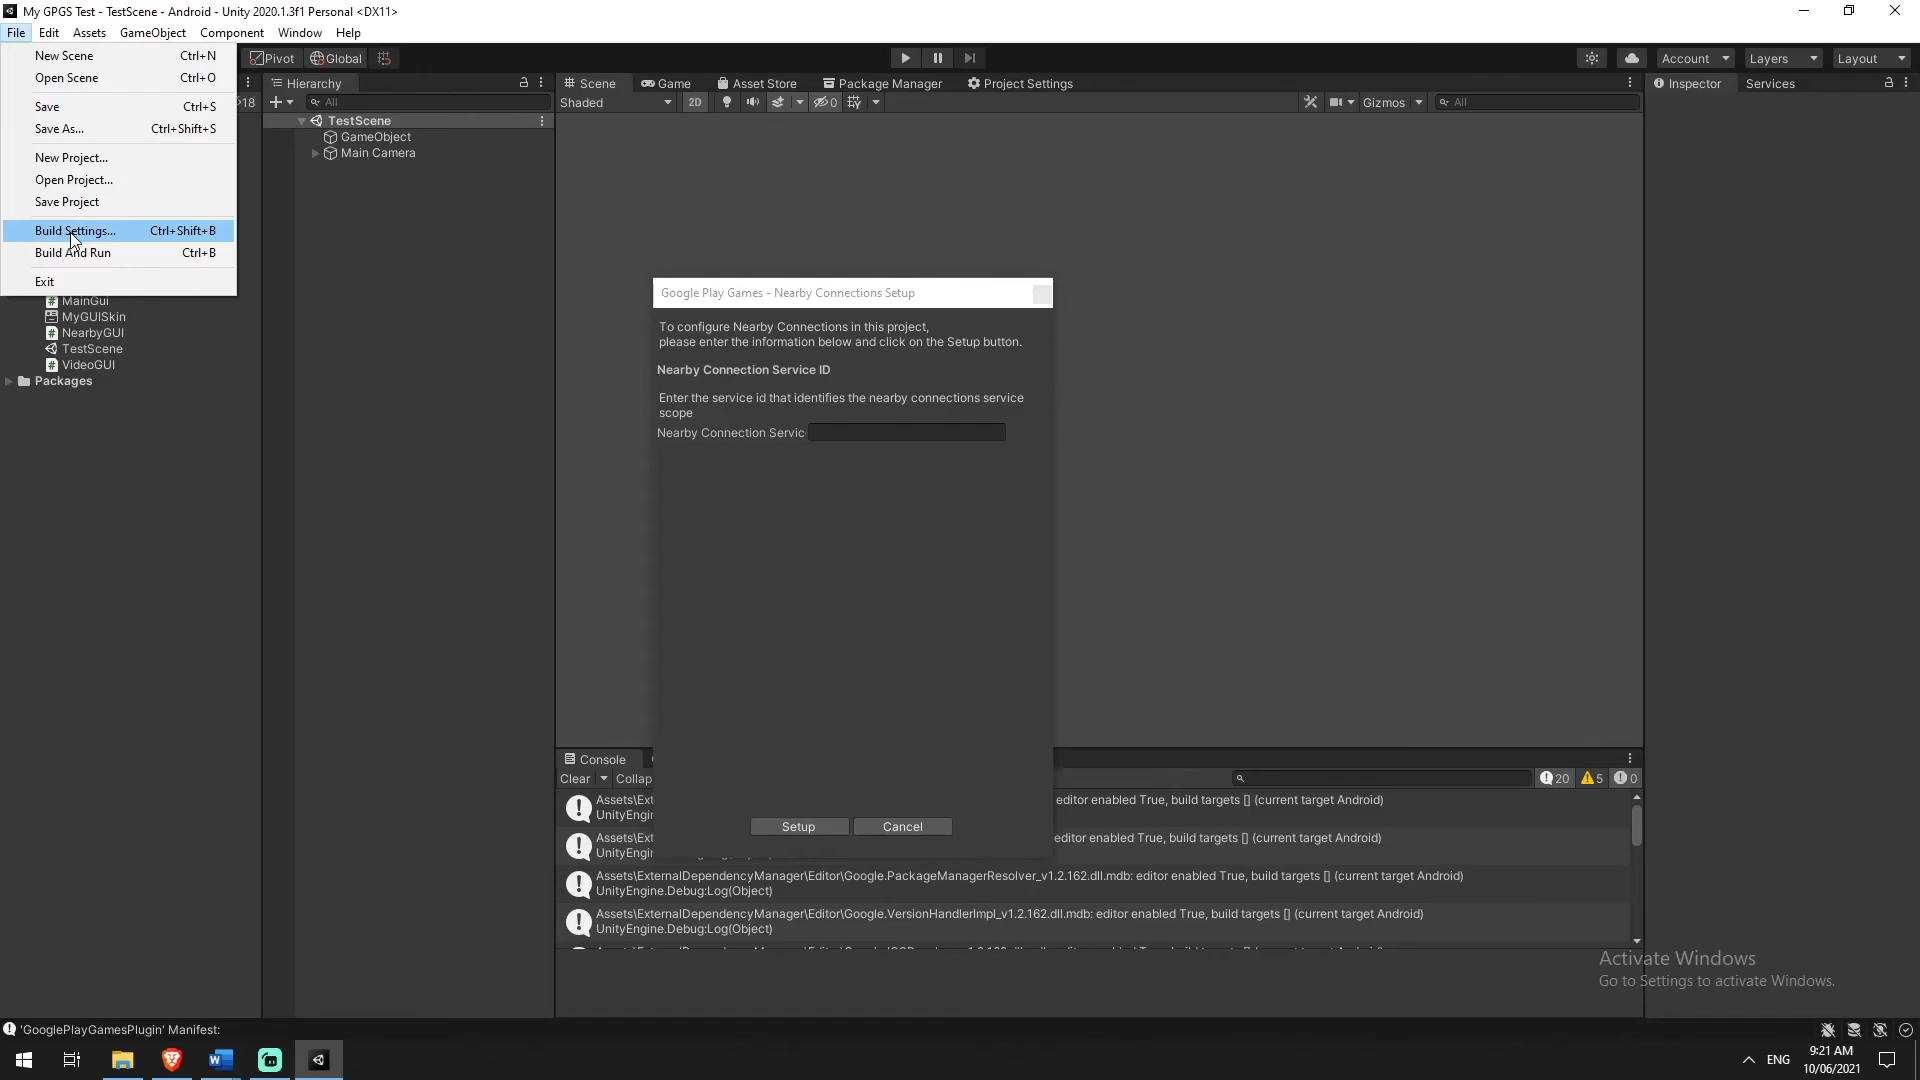 My GPGS Test - TestScene - Android - Unity 2020.1.3f1 Personal <DX11>
File Edit Assets GameObject Component Window Help
New Scene Ctrl+N
Open Scene Ctrl+O
Save Ctrl+S
Save As... Ctrl+Shift+S
New Project...
Open Project...
Save Project
Build Settings... Ctrl+Shift+B
Build And Run Ctrl+B
Exit
Pivot Global
Account Layers Layout
18
Hierarchy
All
TestScene
GameObject
Main Camera
Scene Game Asset Store Package Manager Project Settings
Shaded 2D 0 Gizmos All
Inspector Services
MainGui
MyGUISkin
NearbyGUI
TestScene
VideoGUI
Packages
Google Play Games - Nearby Connections Setup
To configure Nearby Connections in this project,
please enter the information below and click on the Setup button.
Nearby Connection Service ID
Enter the service id that identifies the nearby connections service
scope
Nearby Connection Servic
Setup Cancel
Console
Clear Collap
20 5 0
Assets\Ext editor enabled True, build targets [] (current target Android)
UnityEngir
Assets\Ext editor enabled True, build targets [] (current target Android)
UnityEngir
Assets\ExternalDependencyManager\Editor\Google.PackageManagerResolver_v1.2.162.dll.mdb: editor enabled True, build targets [] (current target Android)
UnityEngine.Debug:Log(Object)
Assets\ExternalDependencyManager\Editor\Google.VersionHandlerImpl_v1.2.162.dll.mdb: editor enabled True, build targets [] (current target Android)
UnityEngine.Debug:Log(Object)
Activate Windows
Go to Settings to activate Windows.
'GooglePlayGamesPlugin' Manifest:
ENG
9:21 AM
10/06/2021